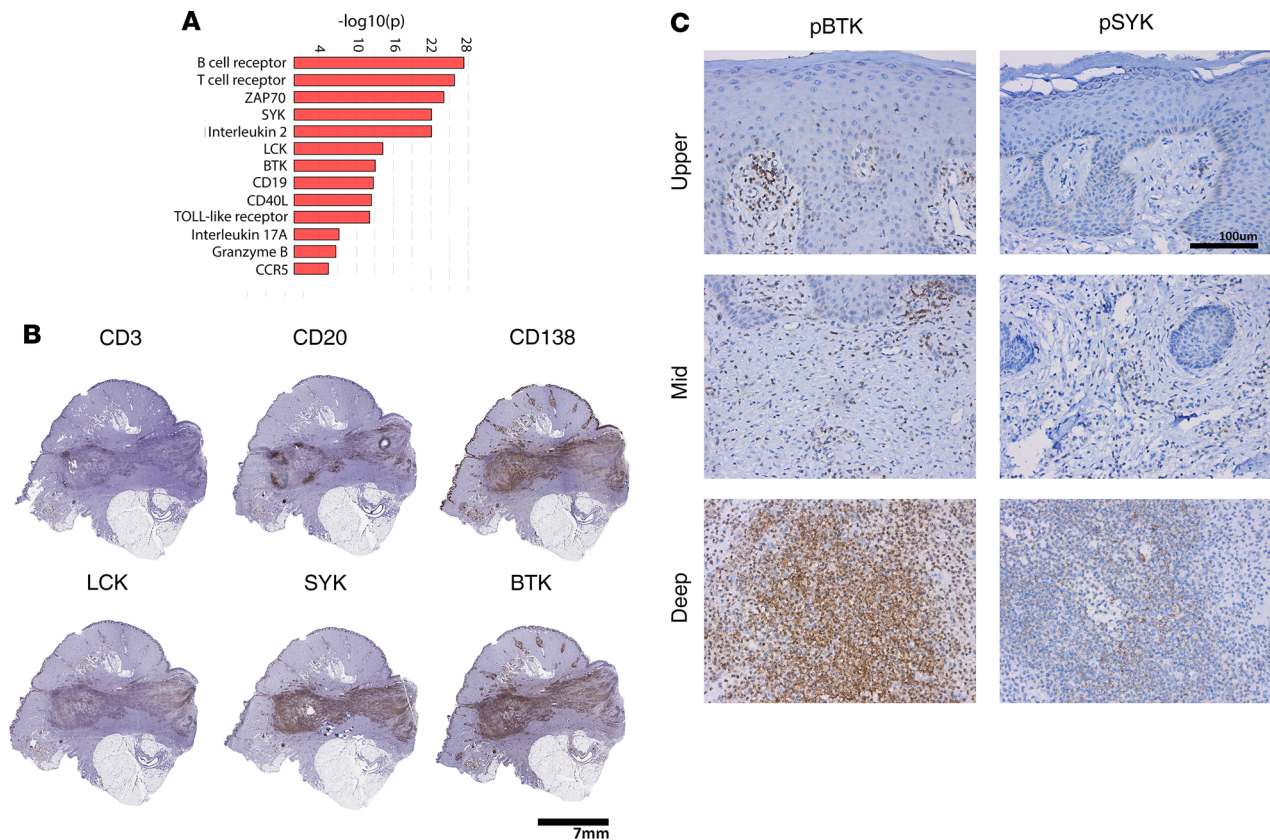 A
-log10(p)
4 10 16 22 28
B cell receptor
T cell receptor
ZAP70
SYK
Interleukin 2
LCK
BTK
CD19
CD40L
TOLL-like receptor
Interleukin 17A
Granzyme B
CCR5
B
CD3 CD20 CD138
LCK SYK BTK
7mm
C
pBTK pSYK
Upper
100um
Mid
Deep